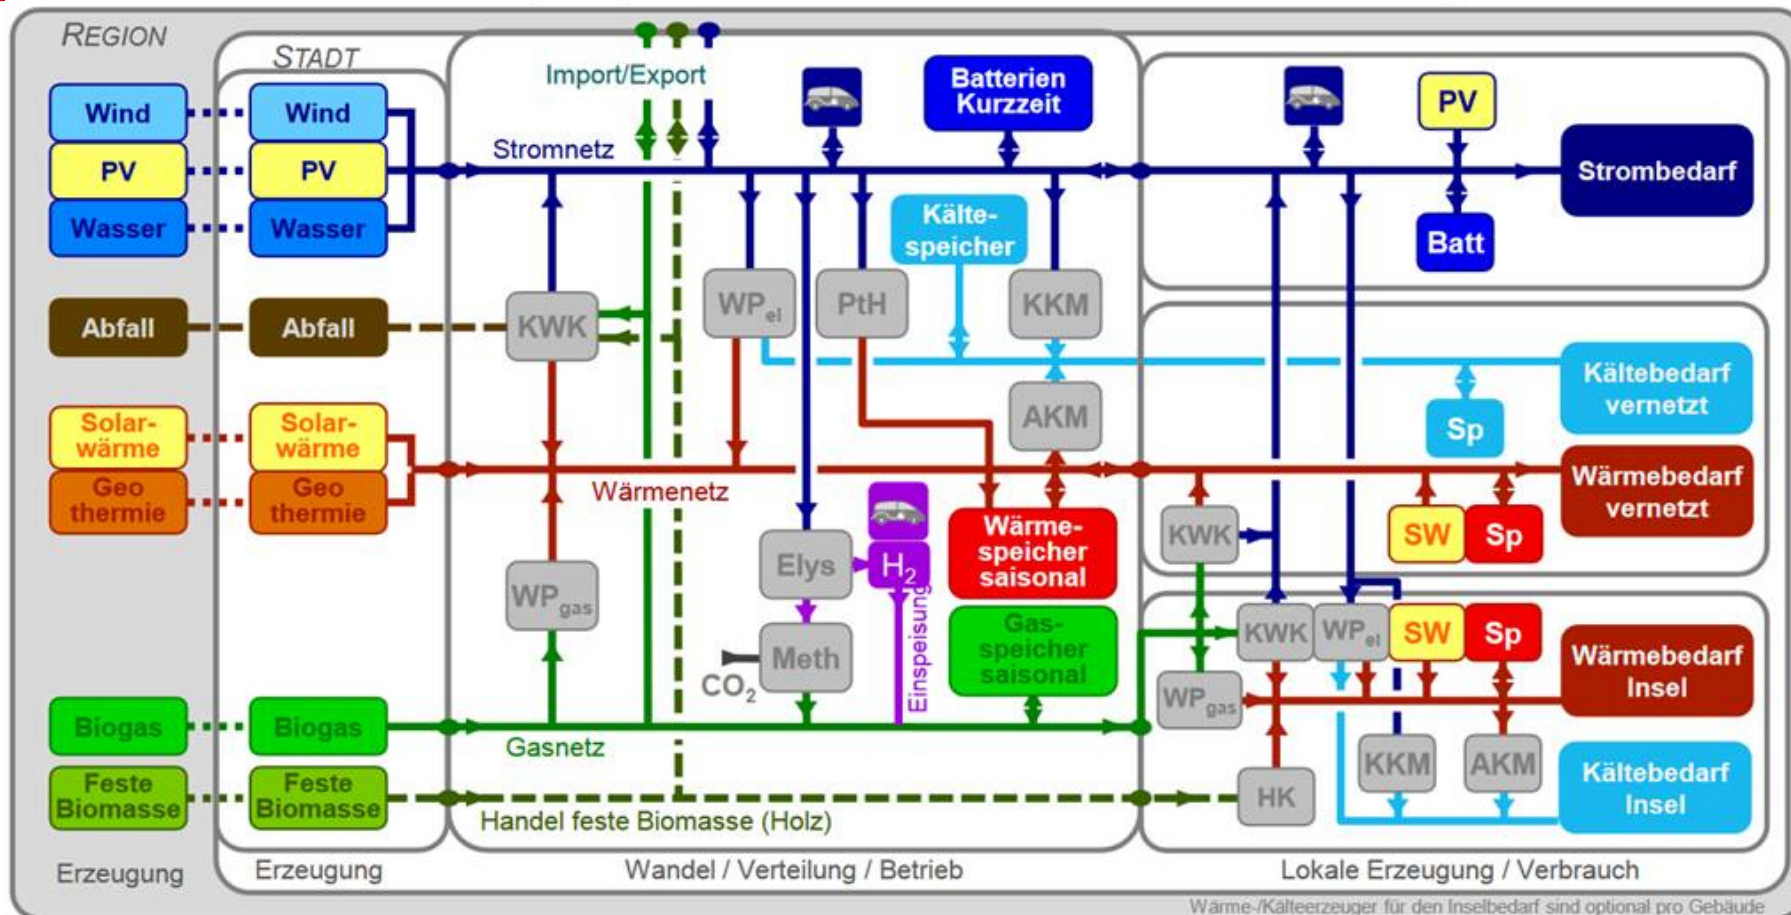 REGION
STADT
Import/Export
Wind
Wind
PV
PV
Wasser
Wasser
Abfall
Abfall
Solar-
wärme
Solar-
wärme
Geo
thermie
Geo
thermie
Biogas
Biogas
Feste
Biomasse
Feste
Biomasse
Erzeugung
Erzeugung
Stromnetz
Batterien
Kurzzeit
Kälte-
speicher
KWK
WPel
PtH
KKM
AKM
Wärmenetz
WPgas
Elys
H2
Einspeisung
Meth
CO2
Wärme-
speicher
saisonal
Gas-
speicher
saisonal
Gasnetz
Handel feste Biomasse (Holz)
Wandel / Verteilung / Betrieb
PV
Batt
Strombedarf
Kältebedarf
vernetzt
Sp
Wärmebedarf
vernetzt
KWK
SW
Sp
KWK
WPel
SW
Sp
Wärmebedarf
Insel
WPgas
KKM
AKM
HK
Kältebedarf
Insel
Lokale Erzeugung / Verbrauch
Wärme-/Kälteerzeuger für den Inselbedarf sind optional pro Gebäude